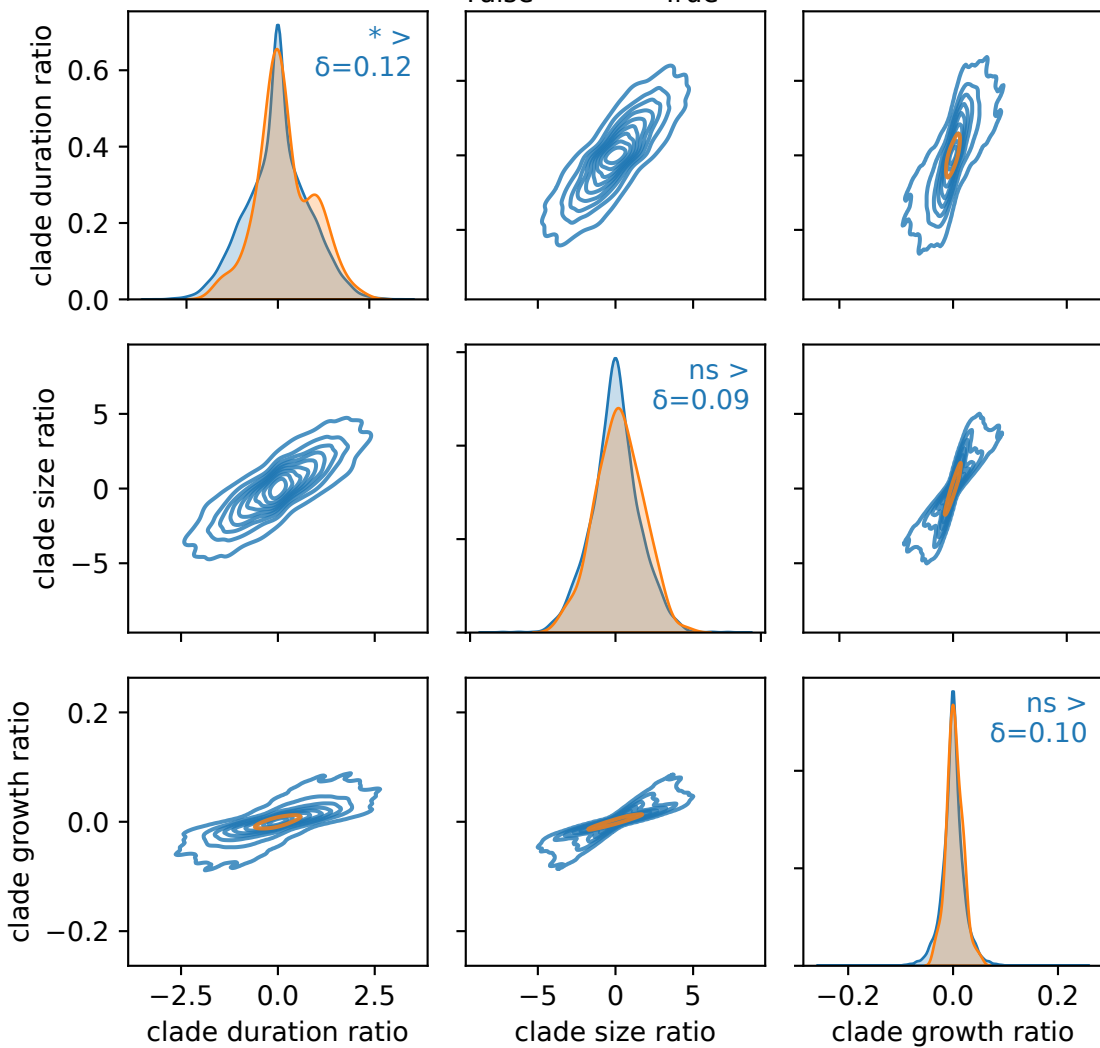 clade duration ratio
0.6
0.4
0.2
0.0
* >
δ=0.12
clade size ratio
5
0
−5
ns >
δ=0.09
clade growth ratio
0.2
0.0
−0.2
ns >
δ=0.10
−2.5 0.0 2.5
−5 0 5
−0.2 0.0 0.2
clade duration ratio
clade size ratio
clade growth ratio